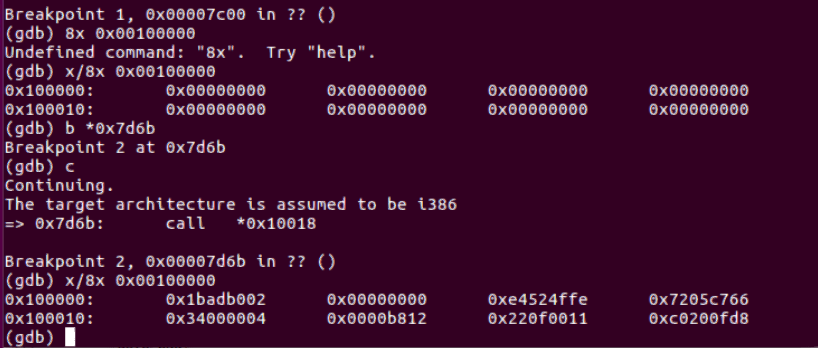 Breakpoint 1, 0x00007c00 in ?? ()
(gdb) 8x 0x00100000
Undefined command: "8x".  Try "help".
(gdb) x/8x 0x00100000
0x100000:       0x00000000      0x00000000      0x00000000      0x00000000
0x100010:       0x00000000      0x00000000      0x00000000      0x00000000
(gdb) b *0x7d6b
Breakpoint 2 at 0x7d6b
(gdb) c
Continuing.
The target architecture is assumed to be i386
=> 0x7d6b:      call   *0x10018
Breakpoint 2, 0x00007d6b in ?? ()
(gdb) x/8x 0x00100000
0x100000:       0x1badb002      0x00000000      0xe4524ffe      0x7205c766
0x100010:       0x34000004      0x0000b812      0x220f0011      0xc0200fd8
(gdb)